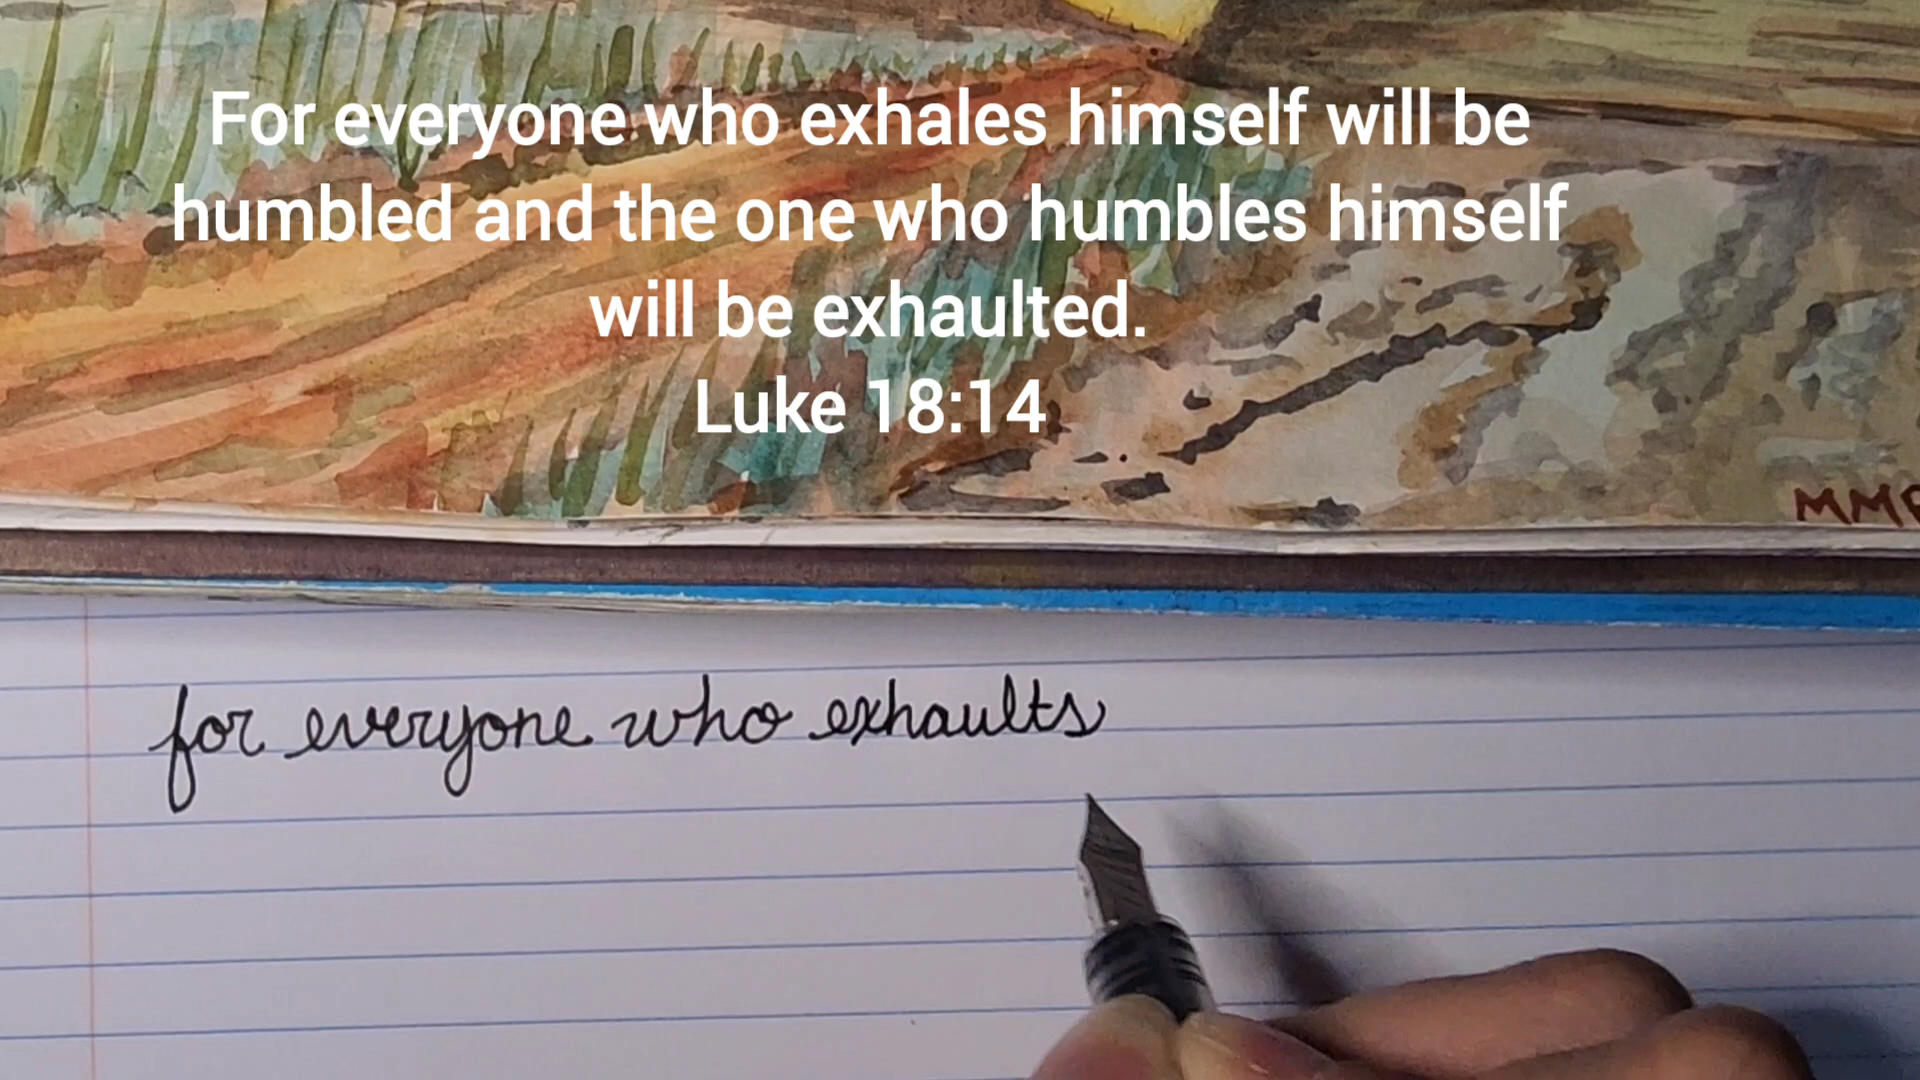 For everyone who exhales himself will be
humbled and the one who humbles himself
will be exhaulted.
Luke 18:14
for everyone who exhaults